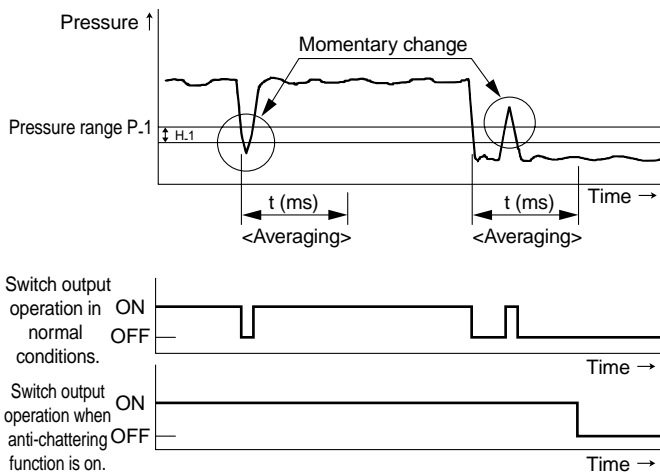 Pressure ↑
Momentary change
Pressure range P-1
H-1
Time →
t (ms)
t (ms)
<Averaging>
<Averaging>
Switch output
operation in
normal
conditions.
ON
OFF
Time →
Switch output
operation when
anti-chattering
function is on.
ON
OFF
Time →